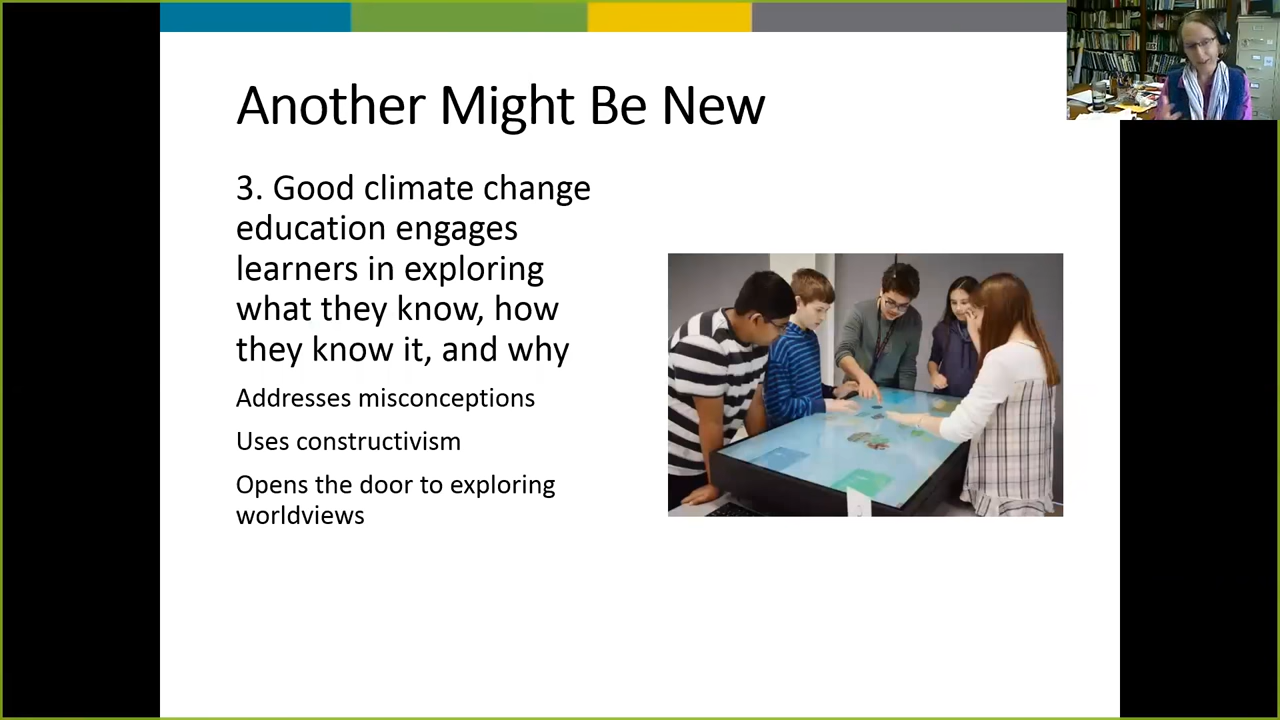 Another Might Be New
3. Good climate change
education engages
learners in exploring
what they know, how
they know it, and why
Addresses misconceptions
Uses constructivism
Opens the door to exploring
worldviews